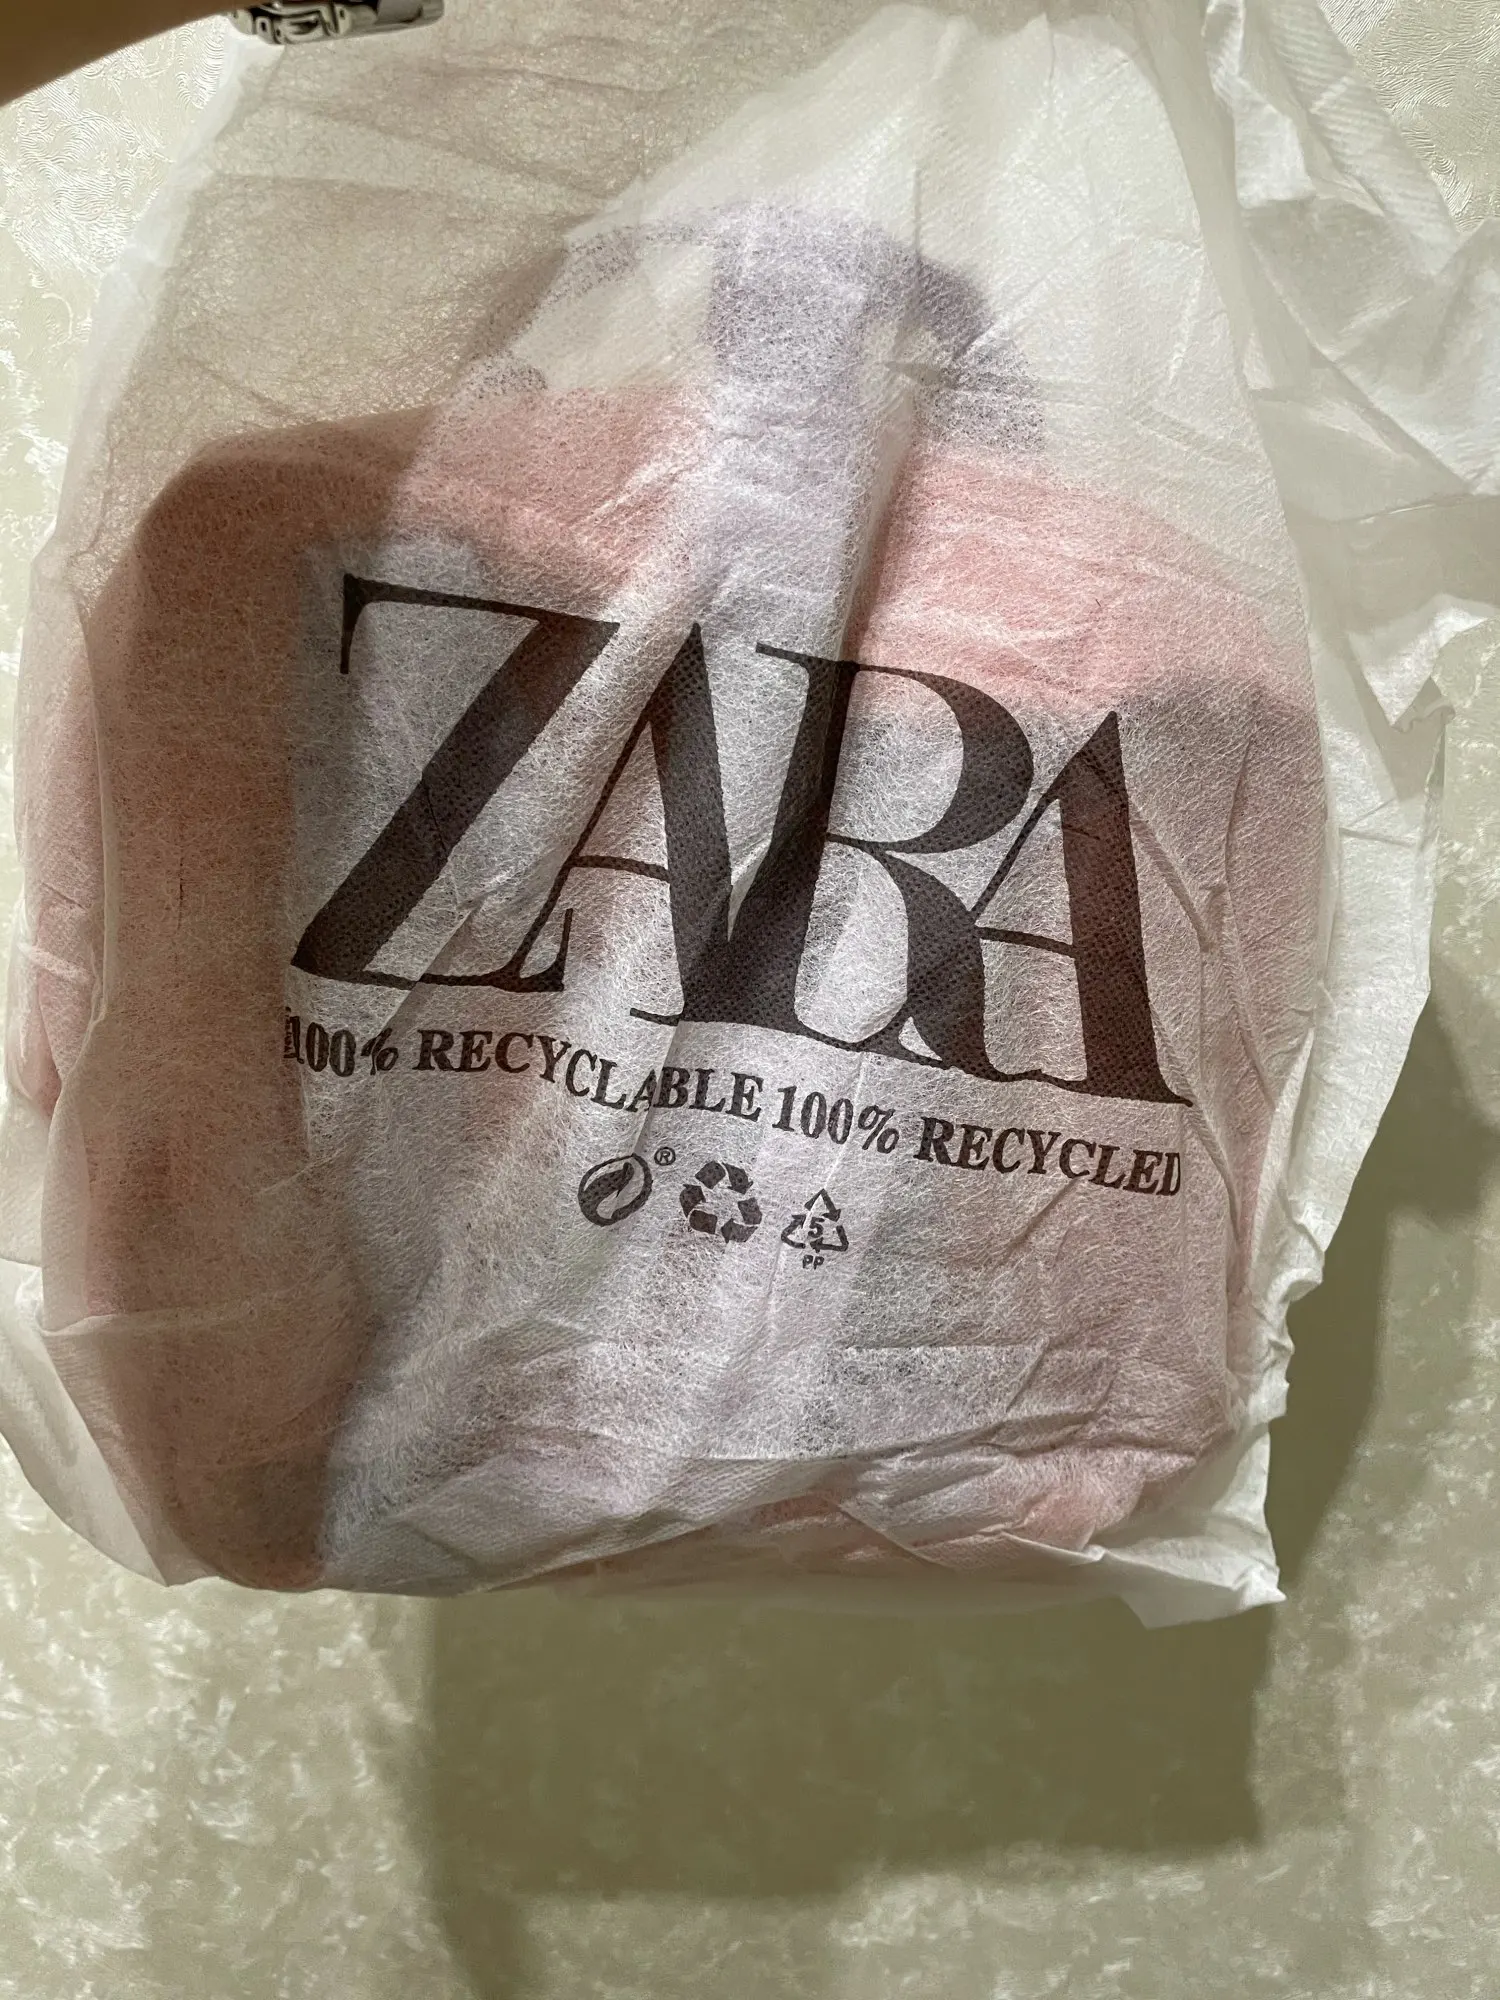 ZARA
100% RECYCLABLE 100% RECYCLED
®
5
PP